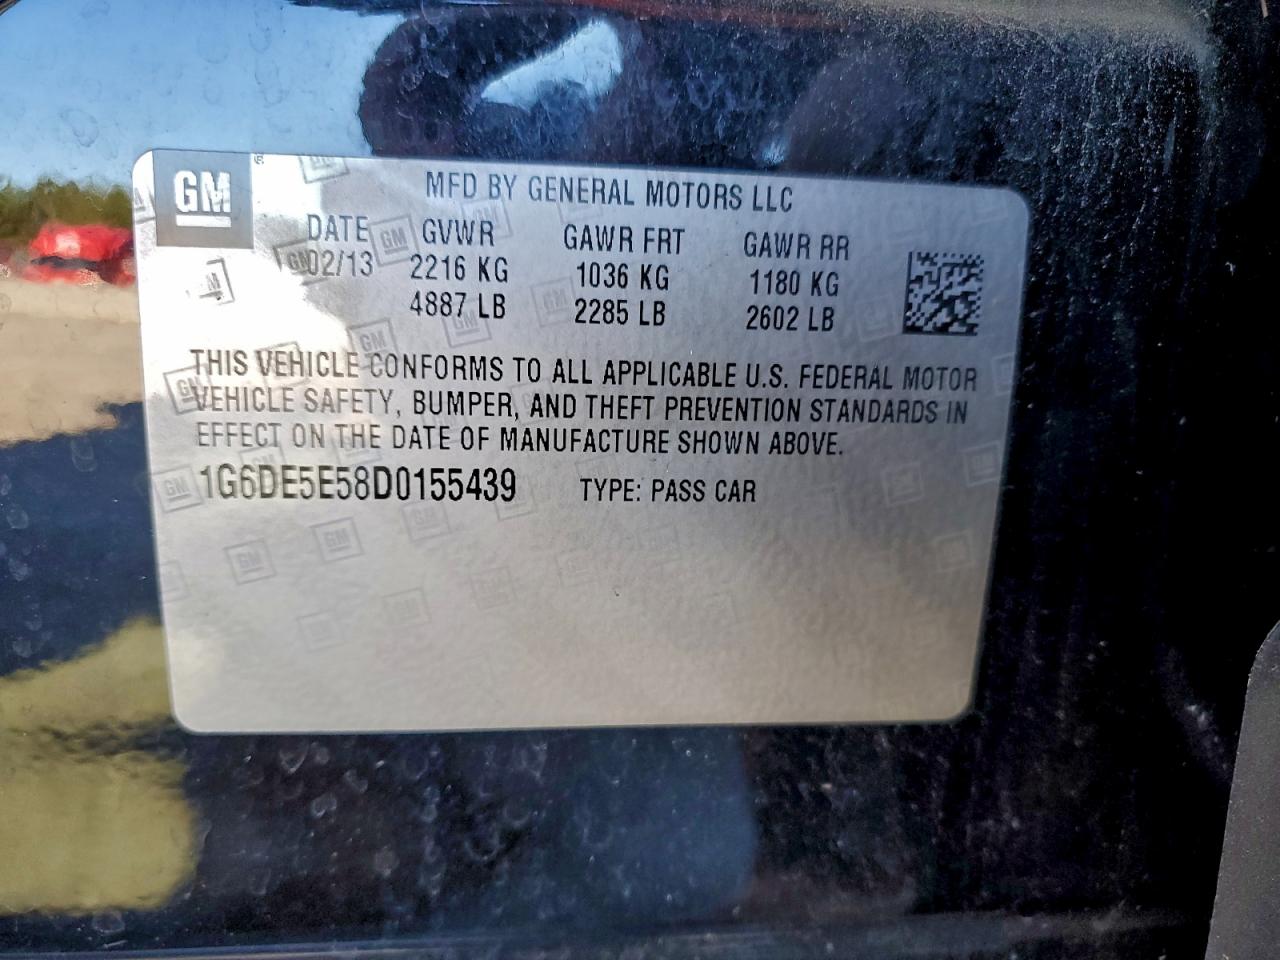 GM
MFD BY GENERAL MOTORS LLC
DATE GVWR GAWR FRT GAWR RR
02/13 2216 KG 1036 KG 1180 KG
4887 LB 2285 LB 2602 LB
THIS VEHICLE CONFORMS TO ALL APPLICABLE U.S. FEDERAL MOTOR
VEHICLE SAFETY, BUMPER, AND THEFT PREVENTION STANDARDS IN
EFFECT ON THE DATE OF MANUFACTURE SHOWN ABOVE.
1G6DE5E58D0155439 TYPE: PASS CAR